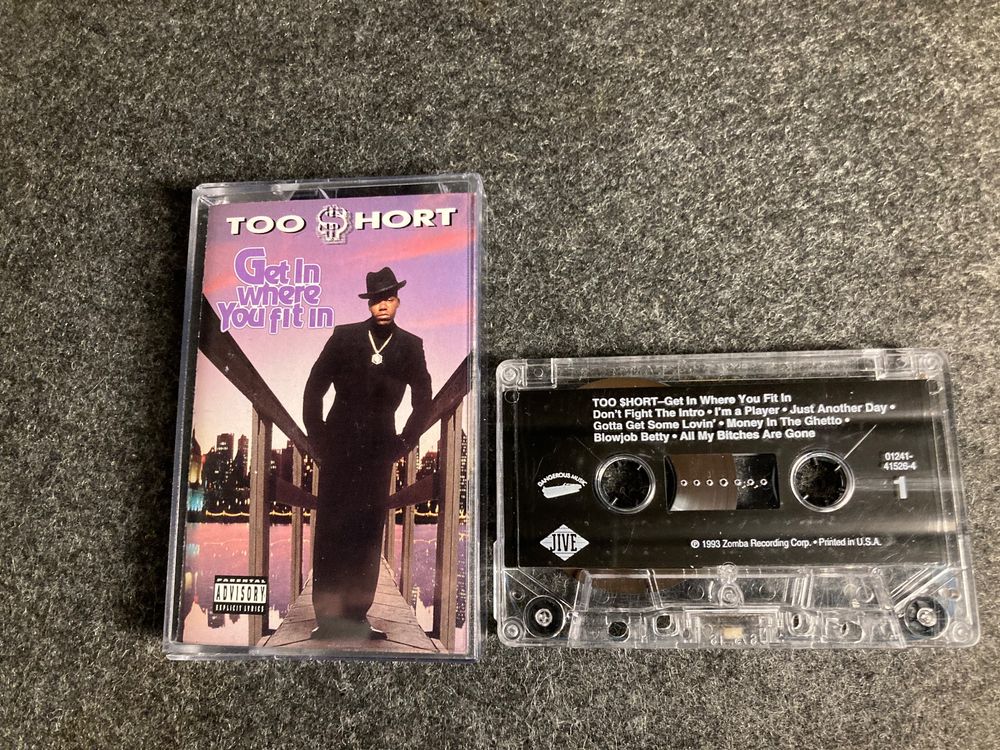 TOO $HORT
Get In
where
You fit in
PARENTAL
ADVISORY
EXPLICIT LYRICS
TOO $HORT–Get In Where You Fit In
Don't Fight The Intro • I'm a Player • Just Another Day •
Gotta Get Some Lovin' • Money In The Ghetto •
Blowjob Betty • All My Bitches Are Gone
01241-
41526-4
1
DANGEROUS MUSIC
JIVE
℗ 1993 Zomba Recording Corp. • Printed in U.S.A.